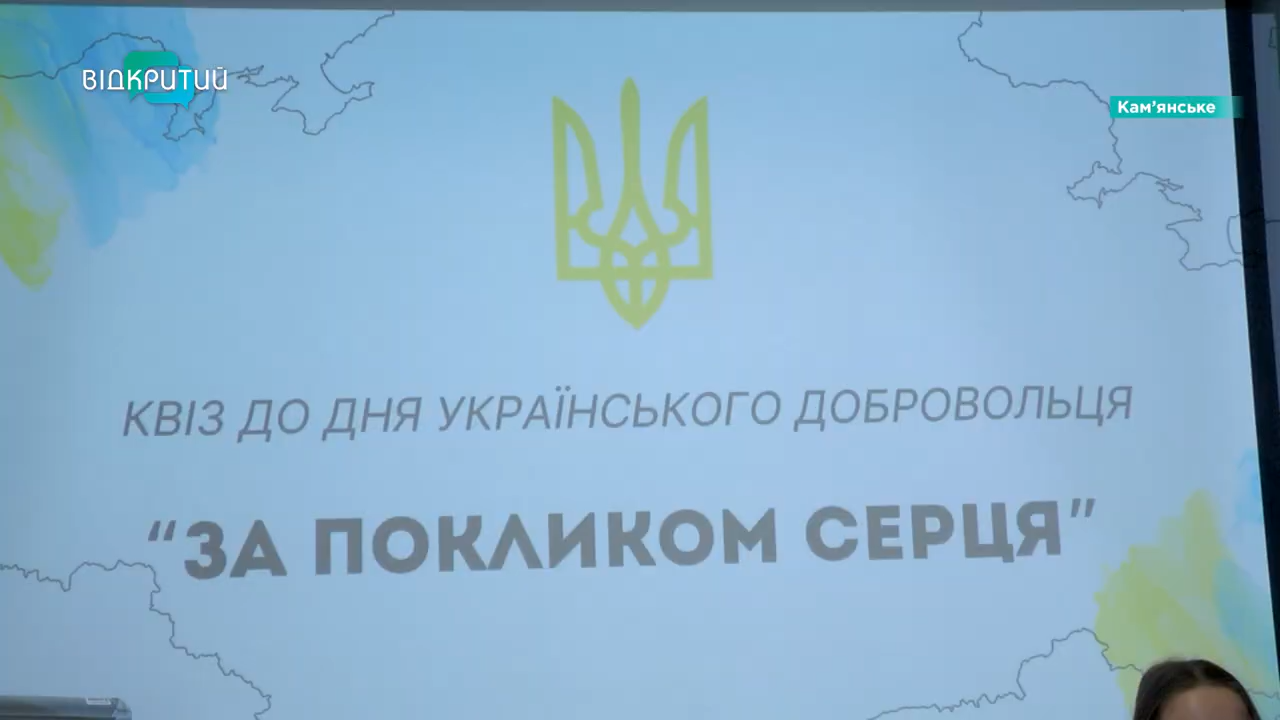 ВІДКРИТИЙ
Кам'янське
КВІЗ ДО ДНЯ УКРАЇНСЬКОГО ДОБРОВОЛЬЦЯ
“ЗА ПОКЛИКОМ СЕРЦЯ”